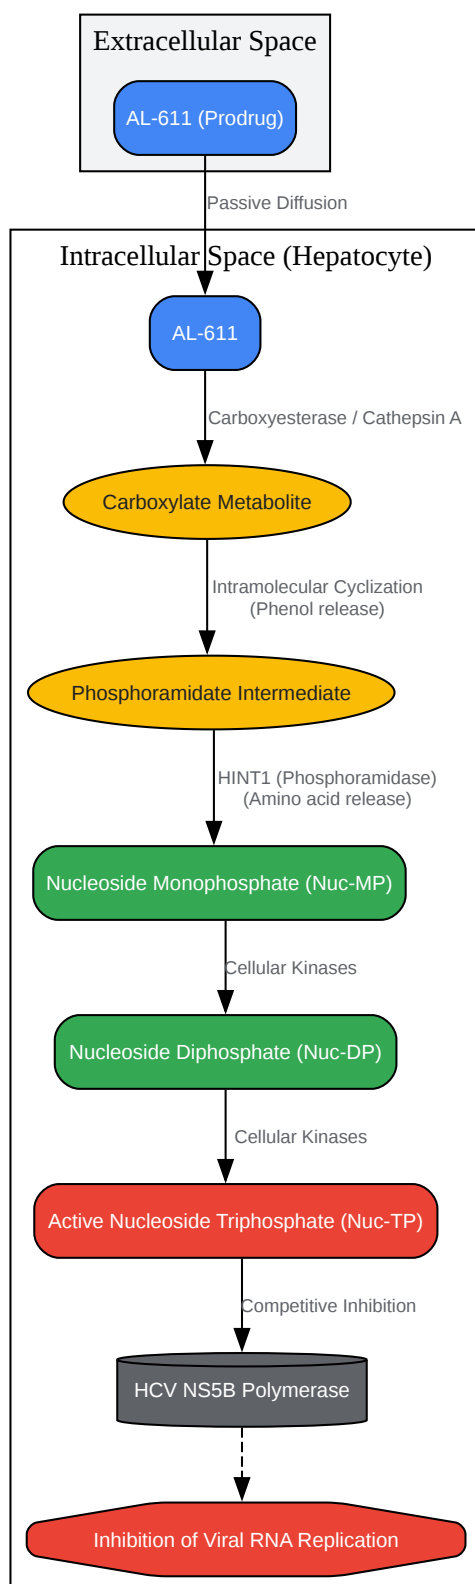 Extracellular Space
AL-611 (Prodrug)
Passive Diffusion
Intracellular Space (Hepatocyte)
AL-611
Carboxyesterase / Cathepsin A
Carboxylate Metabolite
Intramolecular Cyclization
(Phenol release)
Phosphoramidate Intermediate
HINT1 (Phosphoramidase)
(Amino acid release)
Nucleoside Monophosphate (Nuc-MP)
Cellular Kinases
Nucleoside Diphosphate (Nuc-DP)
Cellular Kinases
Active Nucleoside Triphosphate (Nuc-TP)
Competitive Inhibition
HCV NS5B Polymerase
Inhibition of Viral RNA Replication